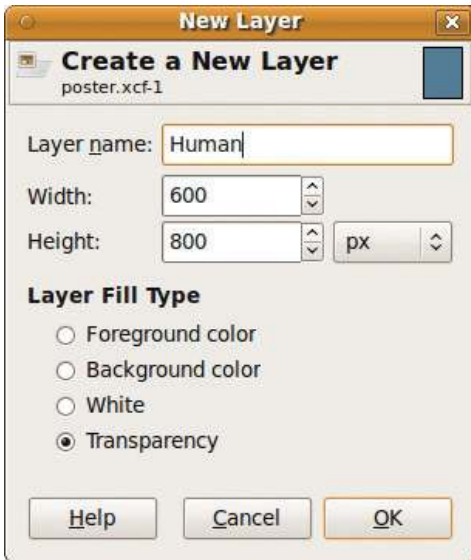 New Layer
Create a New Layer
poster.xcf-1
Layer name: Human
Width: 600
Height: 800 px
Layer Fill Type
Foreground color
Background color
White
Transparency
Help Cancel OK